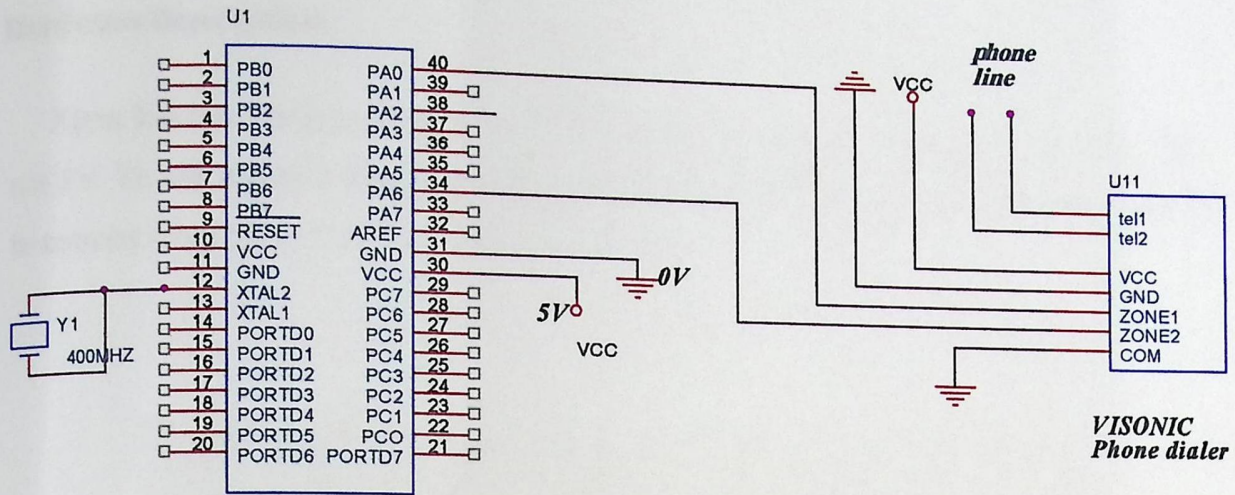 U1
1 PB0 PA0 40
2 PB1 PA1 39
3 PB2 PA2 38
4 PB3 PA3 37
5 PB4 PA4 36
6 PB5 PA5 35
7 PB6 PA6 34
8 PB7 PA7 33
9 RESET AREF 32
10 VCC GND 31
11 GND VCC 30
12 XTAL2 PC7 29
13 XTAL1 PC6 28
14 PORTD0 PC5 27
15 PORTD1 PC4 26
16 PORTD2 PC3 25
17 PORTD3 PC2 24
18 PORTD4 PC1 23
19 PORTD5 PCO 22
20 PORTD6 PORTD7 21
Y1
400MHZ
0V
5V
VCC
VCC
phone
line
U11
tel1
tel2
VCC
GND
ZONE1
ZONE2
COM
VISONIC
Phone dialer